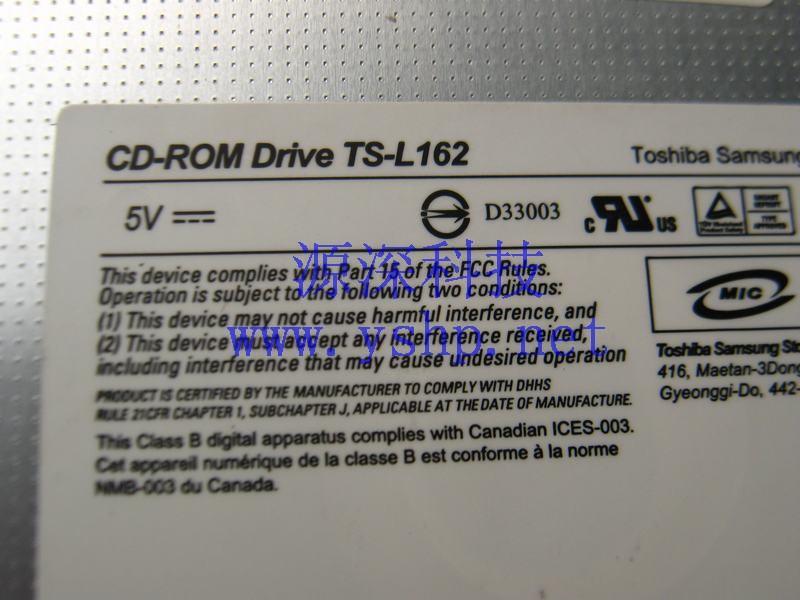 CD-ROM Drive TS-L162
Toshiba Samsung
5V
D33003
c RU US
源深科技
www.yshp.net
This device complies with Part 15 of the FCC Rules.
Operation is subject to the following two conditions:
(1) This device may not cause harmful interference, and
(2) This device must accept any interference received,
including interference that may cause undesired operation
PRODUCT IS CERTIFIED BY THE MANUFACTURER TO COMPLY WITH DHHS
RULE 21CFR CHAPTER 1, SUBCHAPTER J, APPLICABLE AT THE DATE OF MANUFACTURE.
This Class B digital apparatus complies with Canadian ICES-003.
Cet appareil numérique de la classe B est conforme à la norme
NMB-003 du Canada.
MIC
Toshiba Samsung Sto
416, Maetan-3Dong
Gyeonggi-Do, 442-